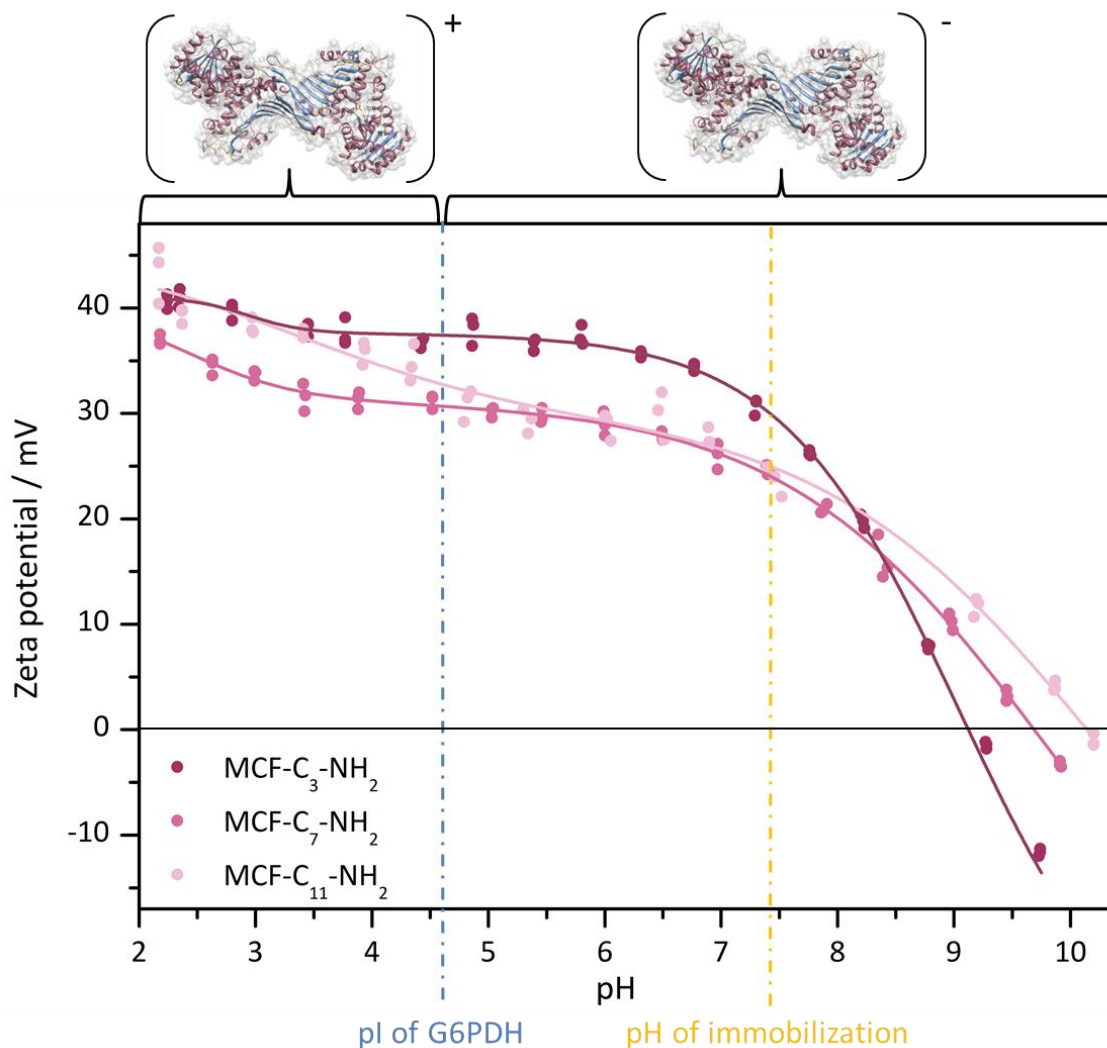 +
-
Zeta potential / mV
40
30
20
10
0
-10
MCF-C₃-NH₂
MCF-C₇-NH₂
MCF-C₁₁-NH₂
2 3 4 5 6 7 8 9 10
pH
pI of G6PDH pH of immobilization